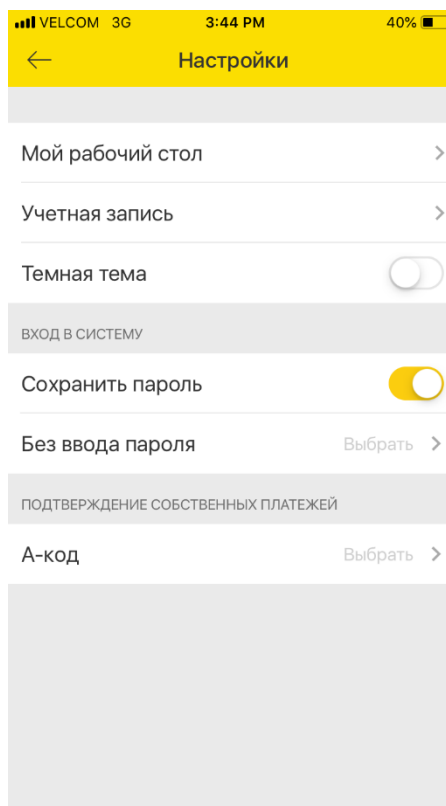 VELCOM 3G 3:44 PM 40%
Настройки
Мой рабочий стол
Учетная запись
Темная тема
ВХОД В СИСТЕМУ
Сохранить пароль
Без ввода пароля Выбрать
ПОДТВЕРЖДЕНИЕ СОБСТВЕННЫХ ПЛАТЕЖЕЙ
А-код Выбрать